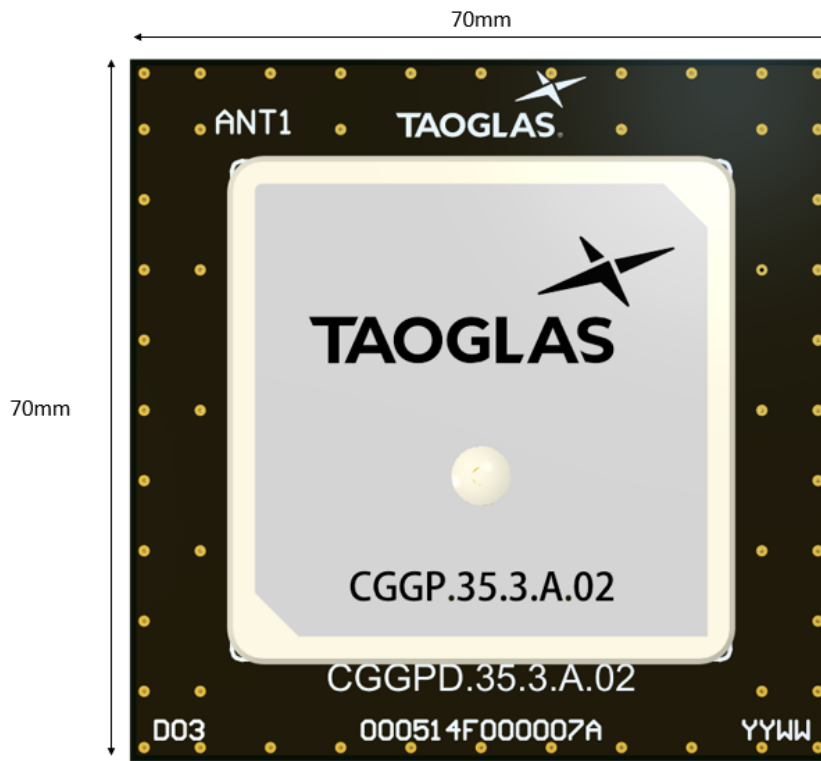 70mm
ANT1
TAOGLAS®
70mm
TAOGLAS
CGGP.35.3.A.02
CGGPD.35.3.A.02
D03 000514F000007A YYWW